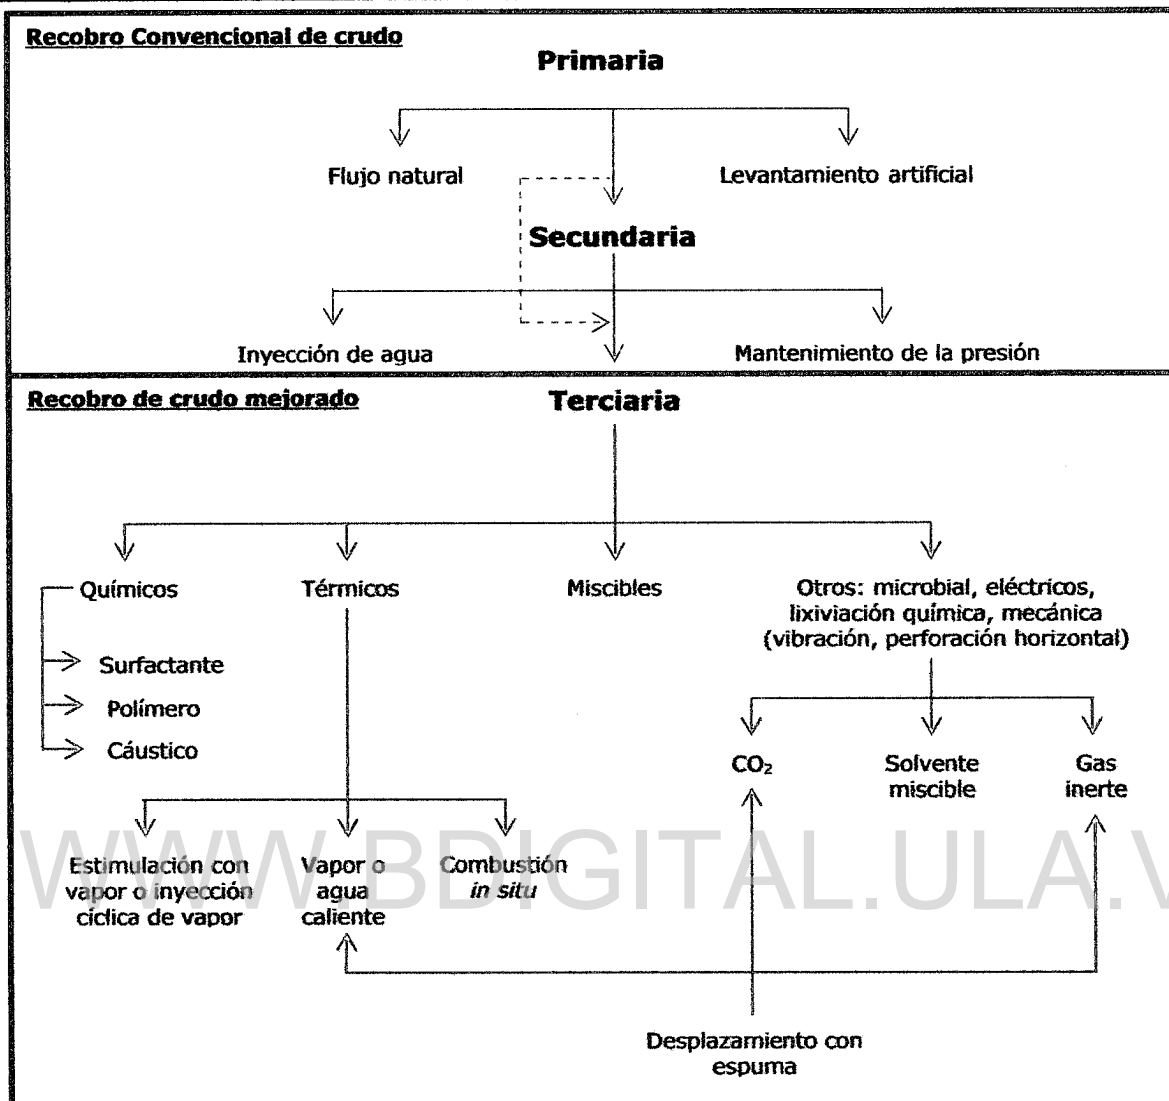 Recobro Convencional de crudo
Primaria
Flujo natural
Levantamiento artificial
Secundaria
Inyección de agua
Mantenimiento de la presión
Recobro de crudo mejorado
Terciaria
Químicos
Térmicos
Miscibles
Otros: microbial, eléctricos,
lixiviación química, mecánica
(vibración, perforación horizontal)
Surfactante
Polímero
Cáustico
CO₂
Solvente
miscible
Gas
inerte
Estimulación con
vapor o inyección
cíclica de vapor
Vapor o
agua
caliente
Combustión
in situ
WWW.BDIGITAL.ULA.V
Desplazamiento con
espuma